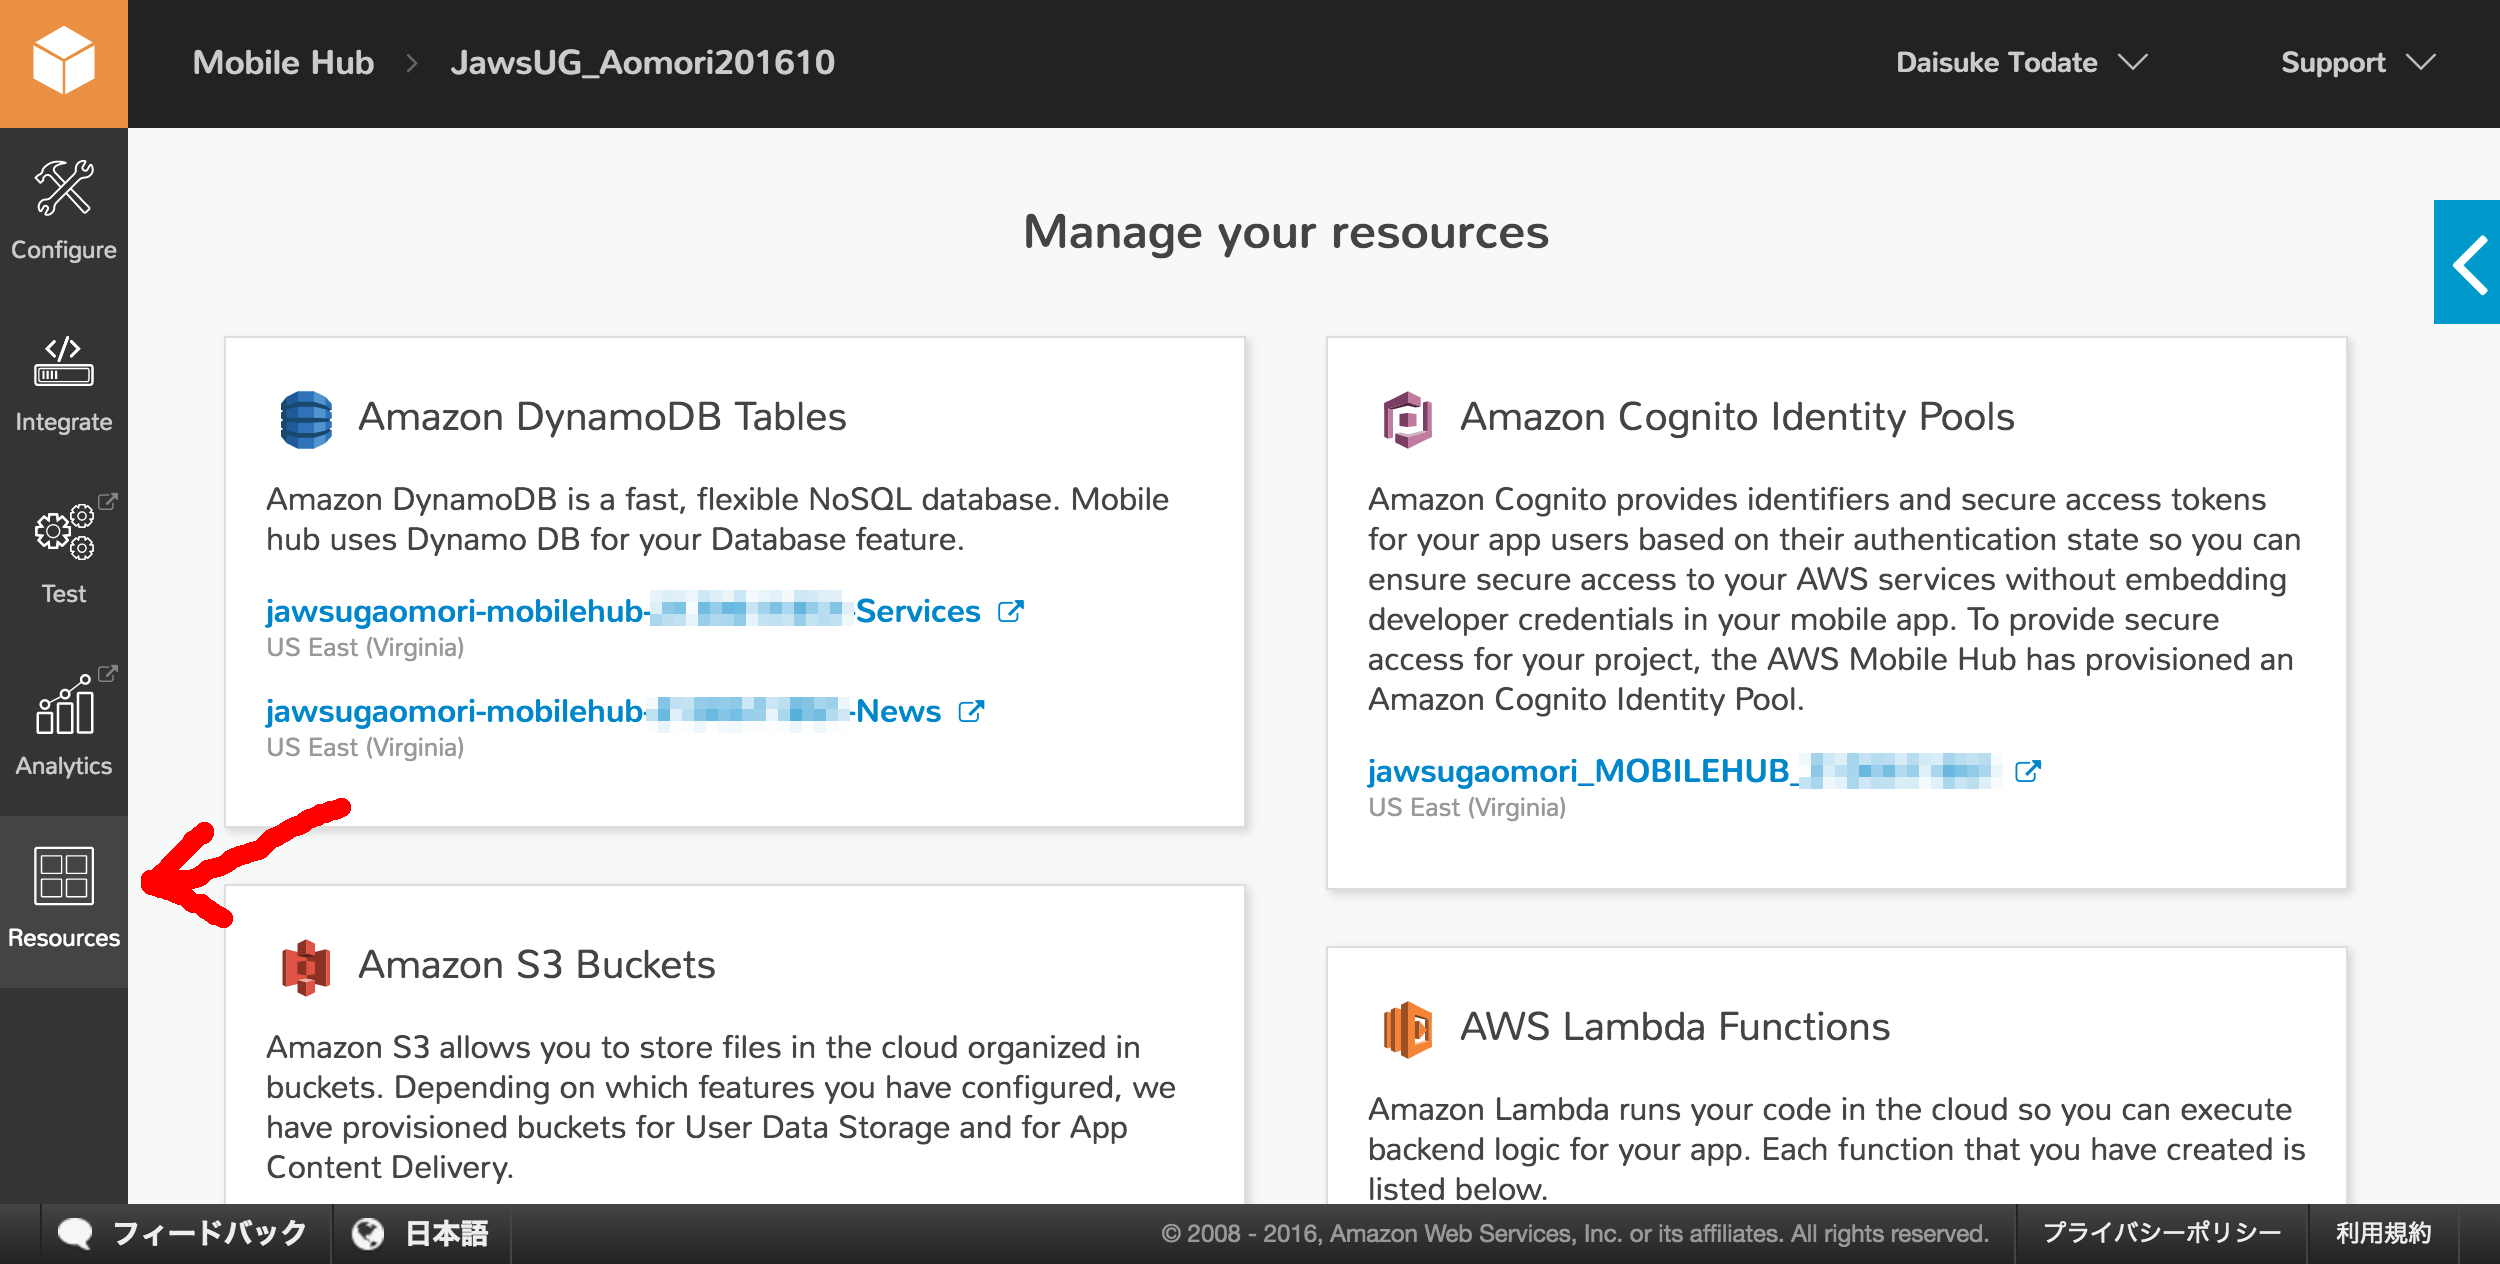 Mobile Hub > JawsUG_Aomori201610
Daisuke Todate
Support
Configure
Integrate
Test
Analytics
Resources
Manage your resources
Amazon DynamoDB Tables
Amazon DynamoDB is a fast, flexible NoSQL database. Mobile
hub uses Dynamo DB for your Database feature.
jawsugaomori-mobilehub- -Services
US East (Virginia)
jawsugaomori-mobilehub- -News
US East (Virginia)
Amazon Cognito Identity Pools
Amazon Cognito provides identifiers and secure access tokens
for your app users based on their authentication state so you can
ensure secure access to your AWS services without embedding
developer credentials in your mobile app. To provide secure
access for your project, the AWS Mobile Hub has provisioned an
Amazon Cognito Identity Pool.
jawsugaomori_MOBILEHUB_
US East (Virginia)
Amazon S3 Buckets
Amazon S3 allows you to store files in the cloud organized in
buckets. Depending on which features you have configured, we
have provisioned buckets for User Data Storage and for App
Content Delivery.
AWS Lambda Functions
Amazon Lambda runs your code in the cloud so you can execute
backend logic for your app. Each function that you have created is
listed below.
フィードバック
日本語
© 2008 - 2016, Amazon Web Services, Inc. or its affiliates. All rights reserved.
プライバシーポリシー
利用規約